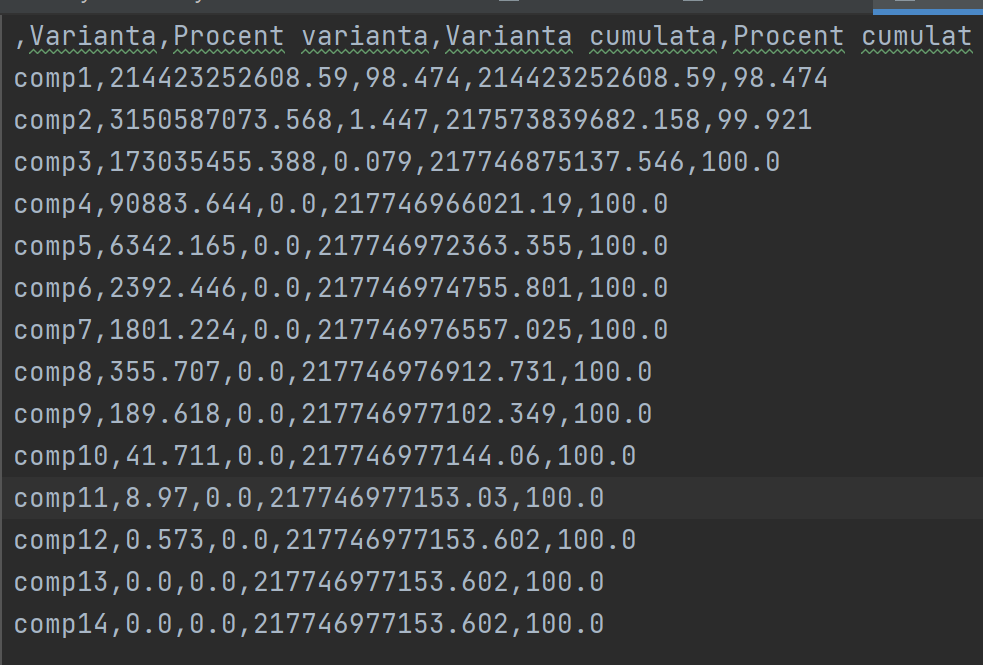 ,Varianta,Procent varianta,Varianta cumulata,Procent cumulat
comp1,214423252608.59,98.474,214423252608.59,98.474
comp2,3150587073.568,1.447,217573839682.158,99.921
comp3,173035455.388,0.079,217746875137.546,100.0
comp4,90883.644,0.0,217746966021.19,100.0
comp5,6342.165,0.0,217746972363.355,100.0
comp6,2392.446,0.0,217746974755.801,100.0
comp7,1801.224,0.0,217746976557.025,100.0
comp8,355.707,0.0,217746976912.731,100.0
comp9,189.618,0.0,217746977102.349,100.0
comp10,41.711,0.0,217746977144.06,100.0
comp11,8.97,0.0,217746977153.03,100.0
comp12,0.573,0.0,217746977153.602,100.0
comp13,0.0,0.0,217746977153.602,100.0
comp14,0.0,0.0,217746977153.602,100.0